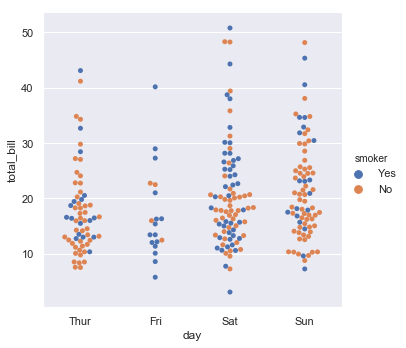 50
40
30
20
10
total_bill
Thur Fri Sat Sun
day
smoker
Yes
No